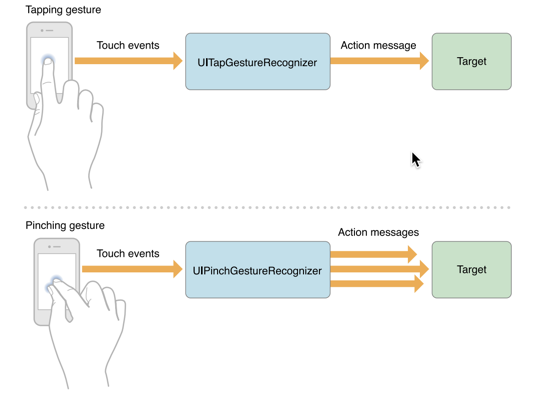 Tapping gesture
Touch events
UITapGestureRecognizer
Action message
Target
Pinching gesture
Touch events
UIPinchGestureRecognizer
Action messages
Target